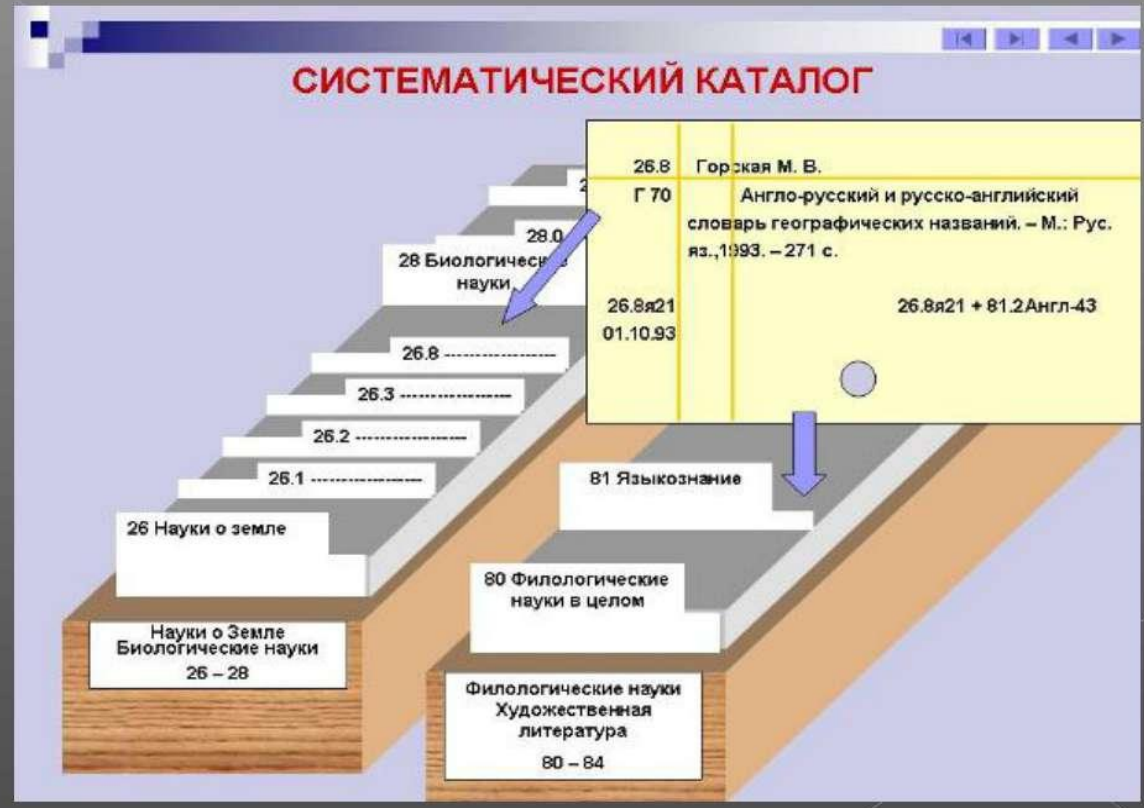 СИСТЕМАТИЧЕСКИЙ КАТАЛОГ
26.8 Горская М. В.
Г 70 Англо-русский и русско-английский
словарь географических названий. – М.: Рус.
яз.,1993. – 271 с.
26.8я21 26.8я21 + 81.2Англ-43
01.10.93
28.0
28 Биологические
науки
26.8 --------------------
26.3 --------------------
26.2 --------------------
26.1 --------------------
26 Науки о земле
Науки о Земле
Биологические науки
26 – 28
81 Языкознание
80 Филологические
науки в целом
Филологические науки
Художественная
литература
80 – 84